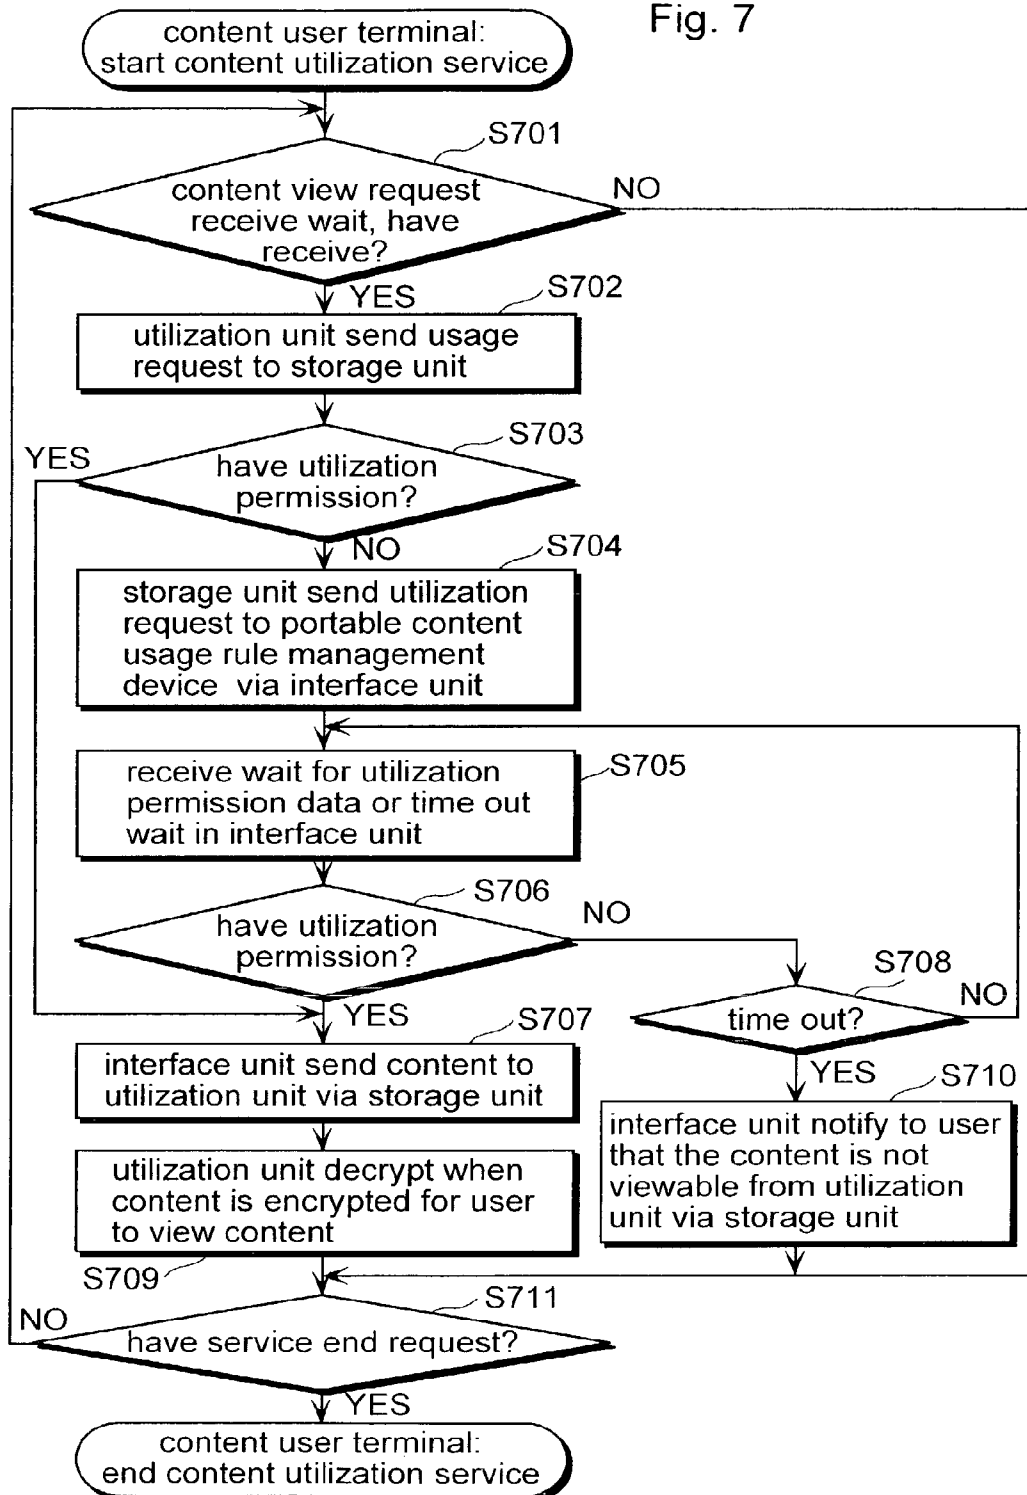 Fig. 7
content user terminal:
start content utilization service
S701
content view request
receive wait, have
receive?
NO
YES
S702
utilization unit send usage
request to storage unit
S703
YES
have utilization
permission?
NO
S704
storage unit send utilization
request to portable content
usage rule management
device via interface unit
S705
receive wait for utilization
permission data or time out
wait in interface unit
S706
have utilization
permission?
NO
S708
time out?
NO
YES
S707
YES
S710
interface unit send content to
utilization unit via storage unit
interface unit notify to user
that the content is not
viewable from utilization
unit via storage unit
utilization unit decrypt when
content is encrypted for user
to view content
S709
S711
NO
have service end request?
YES
content user terminal:
end content utilization service